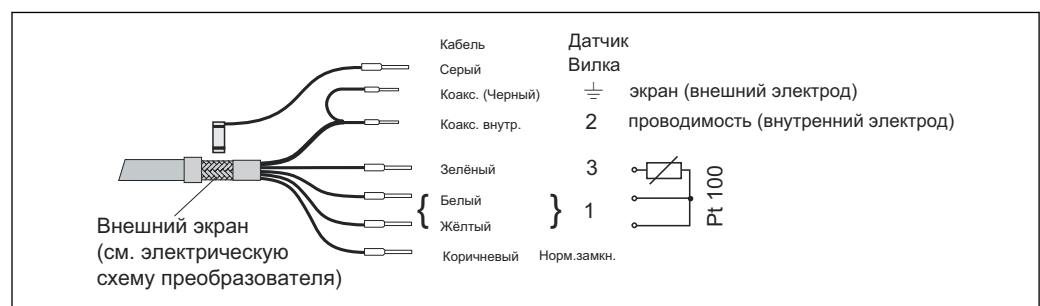 Кабель Датчик
Вилка
Серый
Коакс. (Черный) экран (внешний электрод)
Коакс. внутр. 2 проводимость (внутренний электрод)
Зелёный 3
Белый
{ } 1
Жёлтый
Pt 100
Коричневый Норм.замкн.
Внешний экран
(см. электрическую
схему преобразователя)